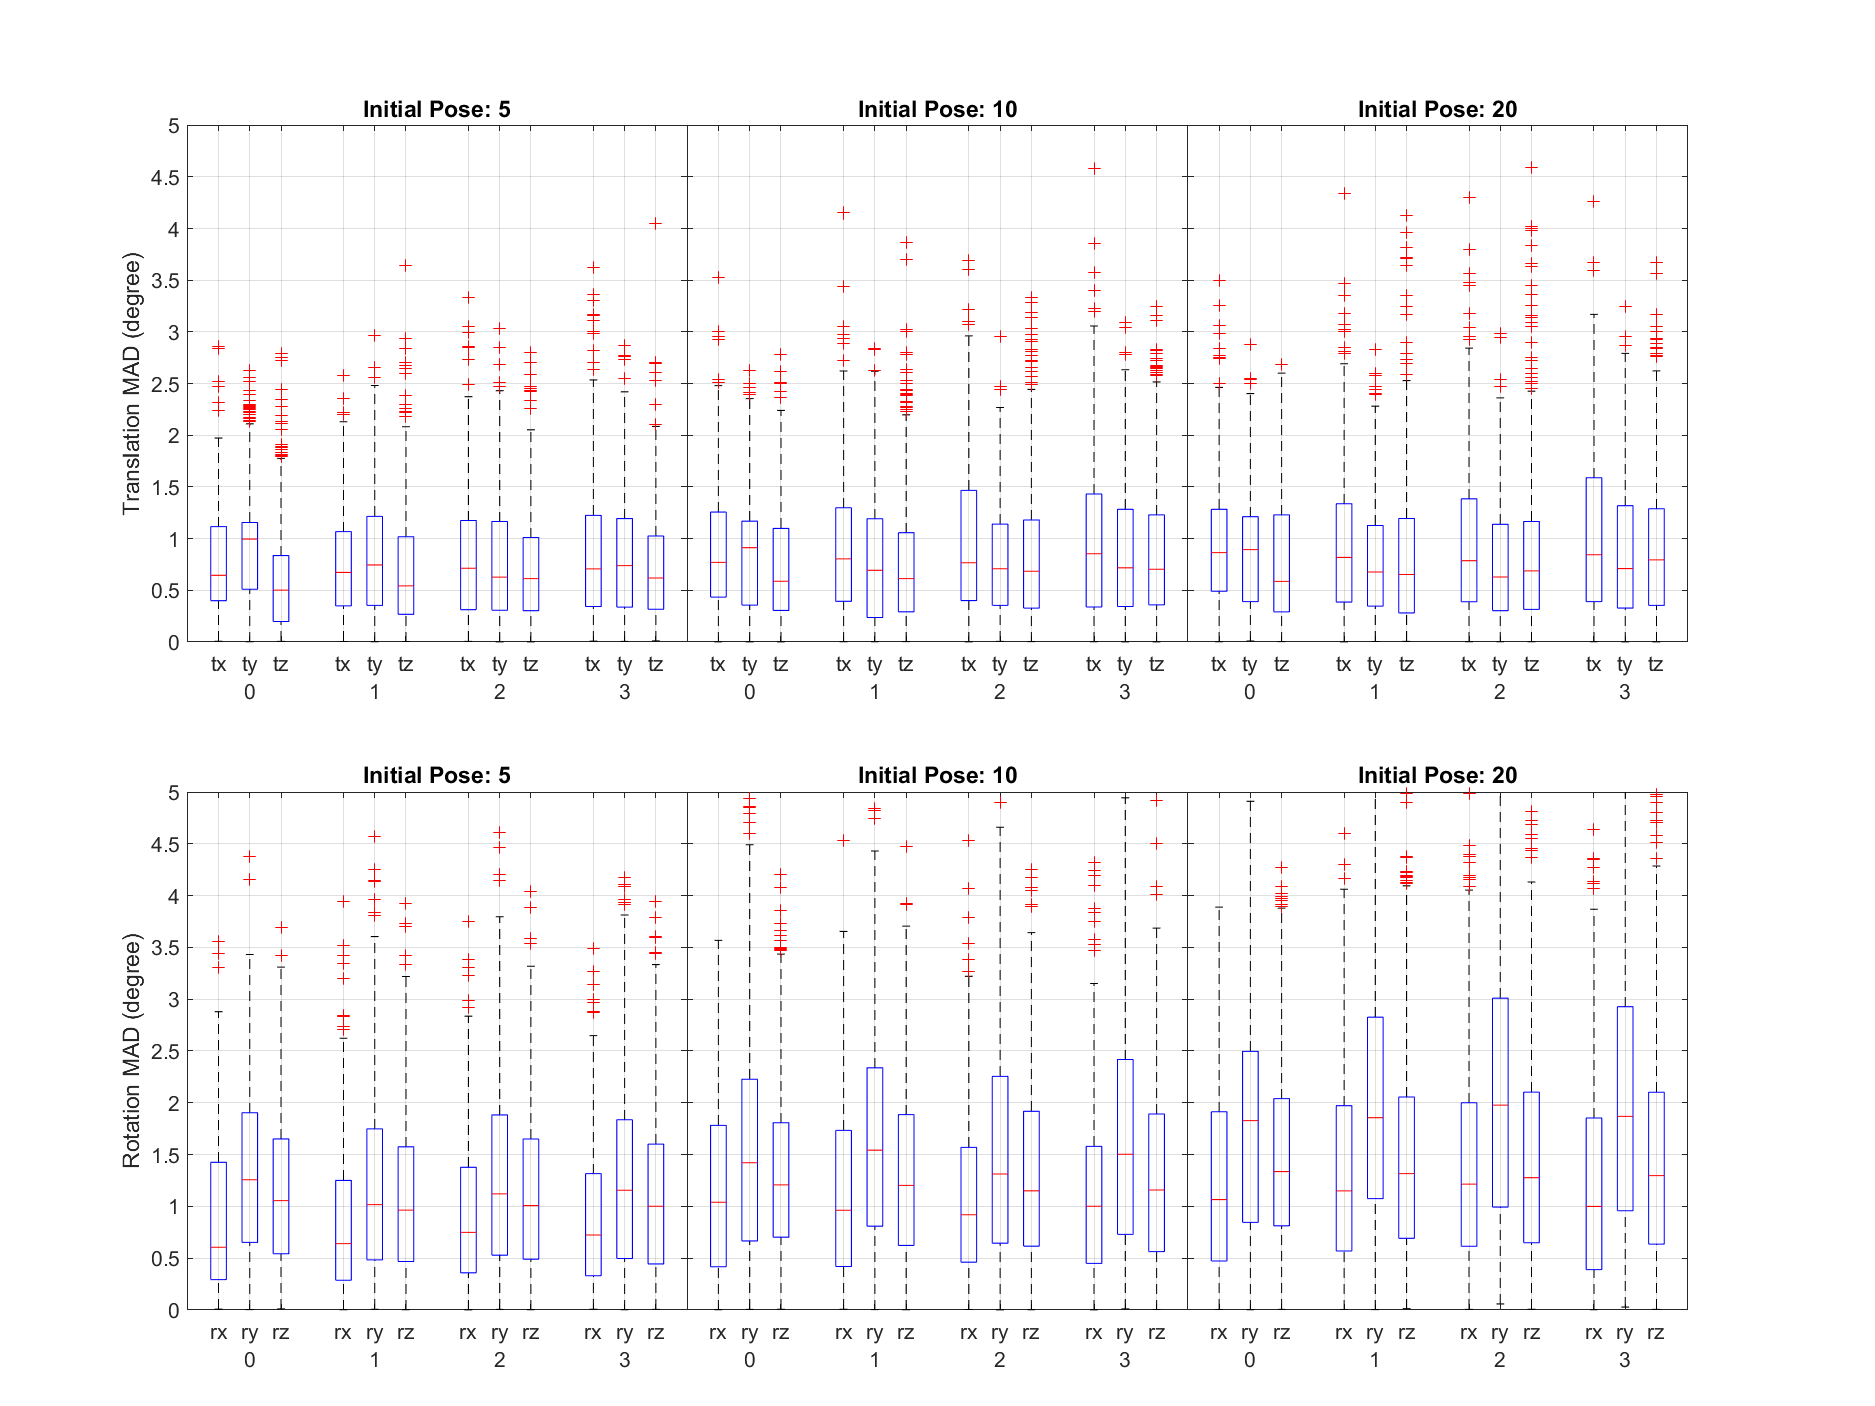 Initial Pose: 5 Initial Pose: 10 Initial Pose: 20
5
4.5
4
3.5
3
2.5
2
1.5
1
0.5
0
Translation MAD (degree)
tx ty tz tx ty tz tx ty tz tx ty tz tx ty tz tx ty tz tx ty tz tx ty tz tx ty tz tx ty tz tx ty tz tx ty tz
0 1 2 3 0 1 2 3 0 1 2 3
Initial Pose: 5 Initial Pose: 10 Initial Pose: 20
5
4.5
4
3.5
3
2.5
2
1.5
1
0.5
0
Rotation MAD (degree)
rx ry rz rx ry rz rx ry rz rx ry rz rx ry rz rx ry rz rx ry rz rx ry rz rx ry rz rx ry rz rx ry rz rx ry rz
0 1 2 3 0 1 2 3 0 1 2 3